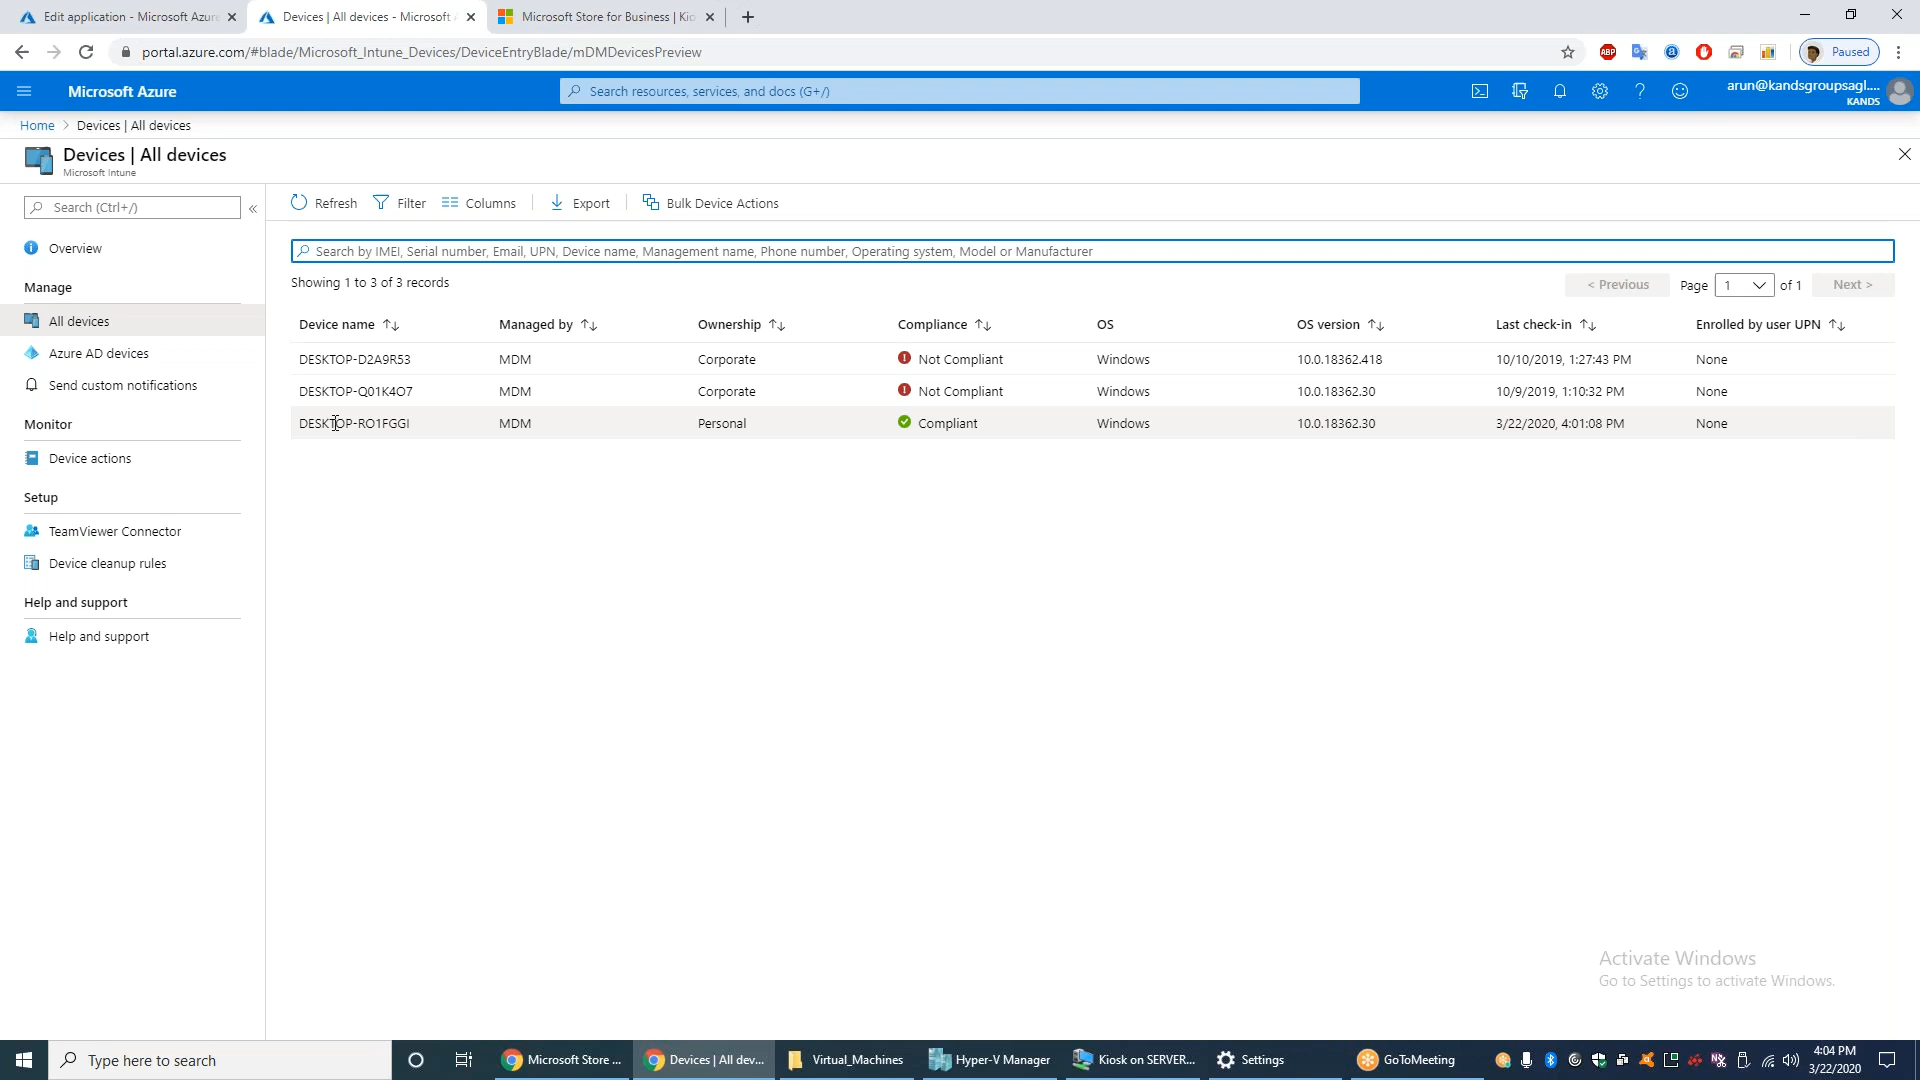 Edit application - Microsoft Azure
Devices | All devices - Microsoft
Microsoft Store for Business | Kio
portal.azure.com/#blade/Microsoft_Intune_Devices/DeviceEntryBlade/mDMDevicesPreview
ABP
Paused
Microsoft Azure
Search resources, services, and docs (G+/)
arun@kandsgroupsagl....
KANDS
Home > Devices | All devices
Devices | All devices
Microsoft Intune
Search (Ctrl+/)
«
Overview
Manage
All devices
Azure AD devices
Send custom notifications
Monitor
Device actions
Setup
TeamViewer Connector
Device cleanup rules
Help and support
Help and support
Refresh Filter Columns Export Bulk Device Actions
Search by IMEI, Serial number, Email, UPN, Device name, Management name, Phone number, Operating system, Model or Manufacturer
Showing 1 to 3 of 3 records
< Previous Page 1 of 1 Next >
Device name Managed by Ownership Compliance OS OS version Last check-in Enrolled by user UPN
DESKTOP-D2A9R53 MDM Corporate Not Compliant Windows 10.0.18362.418 10/10/2019, 1:27:43 PM None
DESKTOP-Q01K4O7 MDM Corporate Not Compliant Windows 10.0.18362.30 10/9/2019, 1:10:32 PM None
DESKTOP-RO1FGGI MDM Personal Compliant Windows 10.0.18362.30 3/22/2020, 4:01:08 PM None
Activate Windows
Go to Settings to activate Windows.
Type here to search
Microsoft Store ...
Devices | All dev...
Virtual_Machines
Hyper-V Manager
Kiosk on SERVER...
Settings
GoToMeeting
4:04 PM
3/22/2020